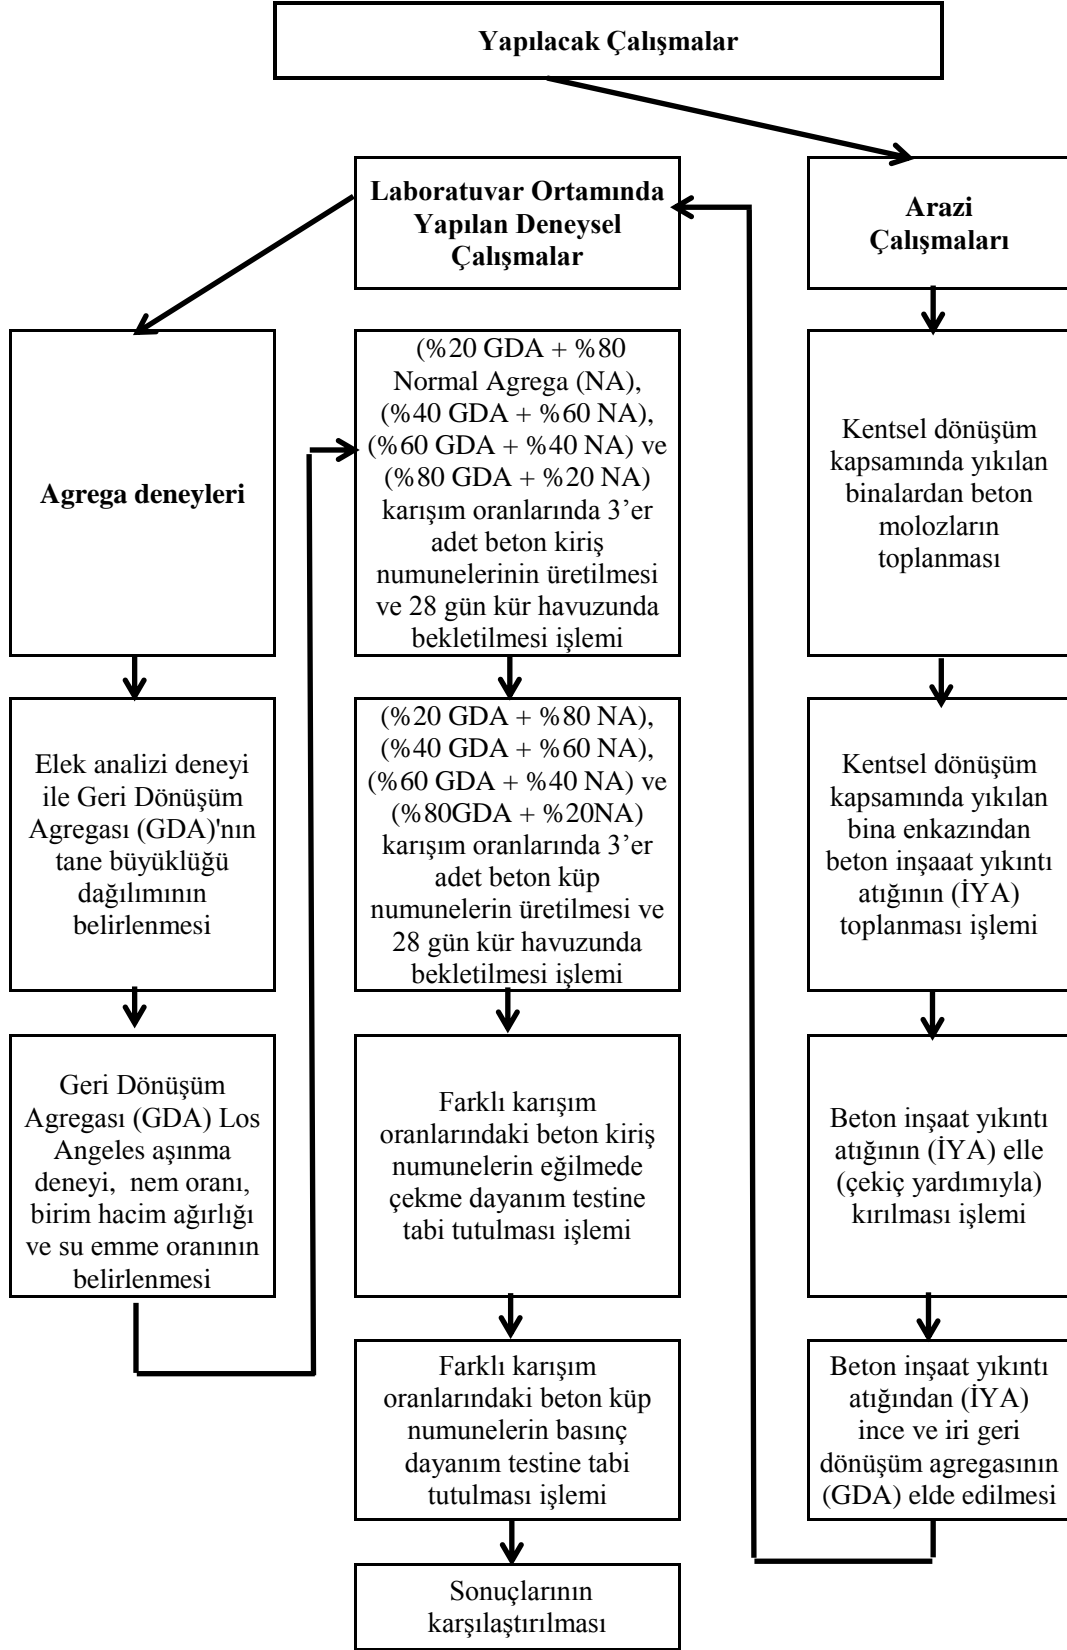 Yapılacak Çalışmalar
Arazi
Çalışmaları
Kentsel dönüşüm
kapsamında yıkılan
binalardan beton
molozların
toplanması
Kentsel dönüşüm
kapsamında yıkılan
bina enkazından
beton inşaaat yıkıntı
atığının (İYA)
toplanması işlemi
Beton inşaat yıkıntı
atığının (İYA) elle
(çekiç yardımıyla)
kırılması işlemi
Beton inşaat yıkıntı
atığından (İYA)
ince ve iri geri
dönüşüm agregasının
(GDA) elde edilmesi
Laboratuvar Ortamında
Yapılan Deneysel
Çalışmalar
Agrega deneyleri
Elek analizi deneyi
ile Geri Dönüşüm
Agregası (GDA)'nın
tane büyüklüğü
dağılımının
belirlenmesi
Geri Dönüşüm
Agregası (GDA) Los
Angeles aşınma
deneyi,  nem oranı,
birim hacim ağırlığı
ve su emme oranının
belirlenmesi
(%20 GDA + %80
Normal Agrega (NA),
(%40 GDA + %60 NA),
(%60 GDA + %40 NA) ve
(%80 GDA + %20 NA)
karışım oranlarında 3’er
adet beton kiriş
numunelerinin üretilmesi
ve 28 gün kür havuzunda
bekletilmesi işlemi
(%20 GDA + %80 NA),
(%40 GDA + %60 NA),
(%60 GDA + %40 NA) ve
(%80GDA + %20NA)
karışım oranlarında 3’er
adet beton küp
numunelerin üretilmesi ve
28 gün kür havuzunda
bekletilmesi işlemi
Farklı karışım
oranlarındaki beton kiriş
numunelerin eğilmede
çekme dayanım testine
tabi tutulması işlemi
Farklı karışım
oranlarındaki beton küp
numunelerin basınç
dayanım testine tabi
tutulması işlemi
Sonuçlarının
karşılaştırılması